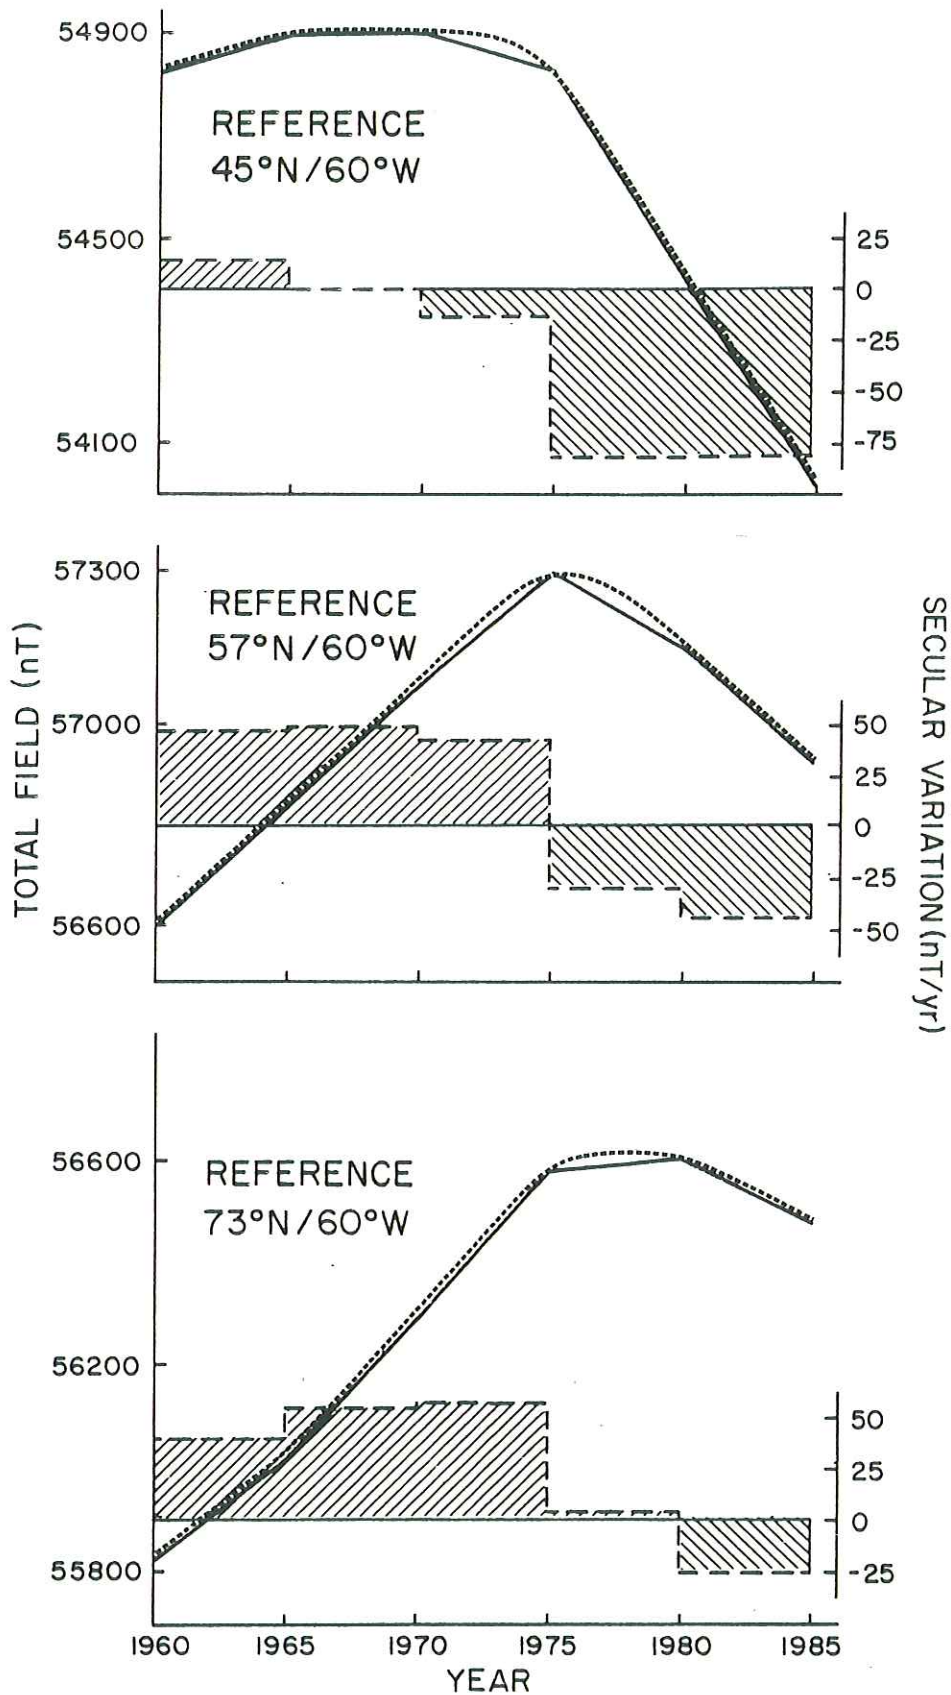 54900
REFERENCE
45°N/60°W
54500
54100
25
0
-25
-50
-75
57300
REFERENCE
57°N/60°W
57000
56600
50
25
0
-25
-50
TOTAL FIELD (nT)
SECULAR VARIATION (nT/yr)
56600
REFERENCE
73°N/60°W
56200
55800
50
25
0
-25
1960 1965 1970 1975 1980 1985
YEAR